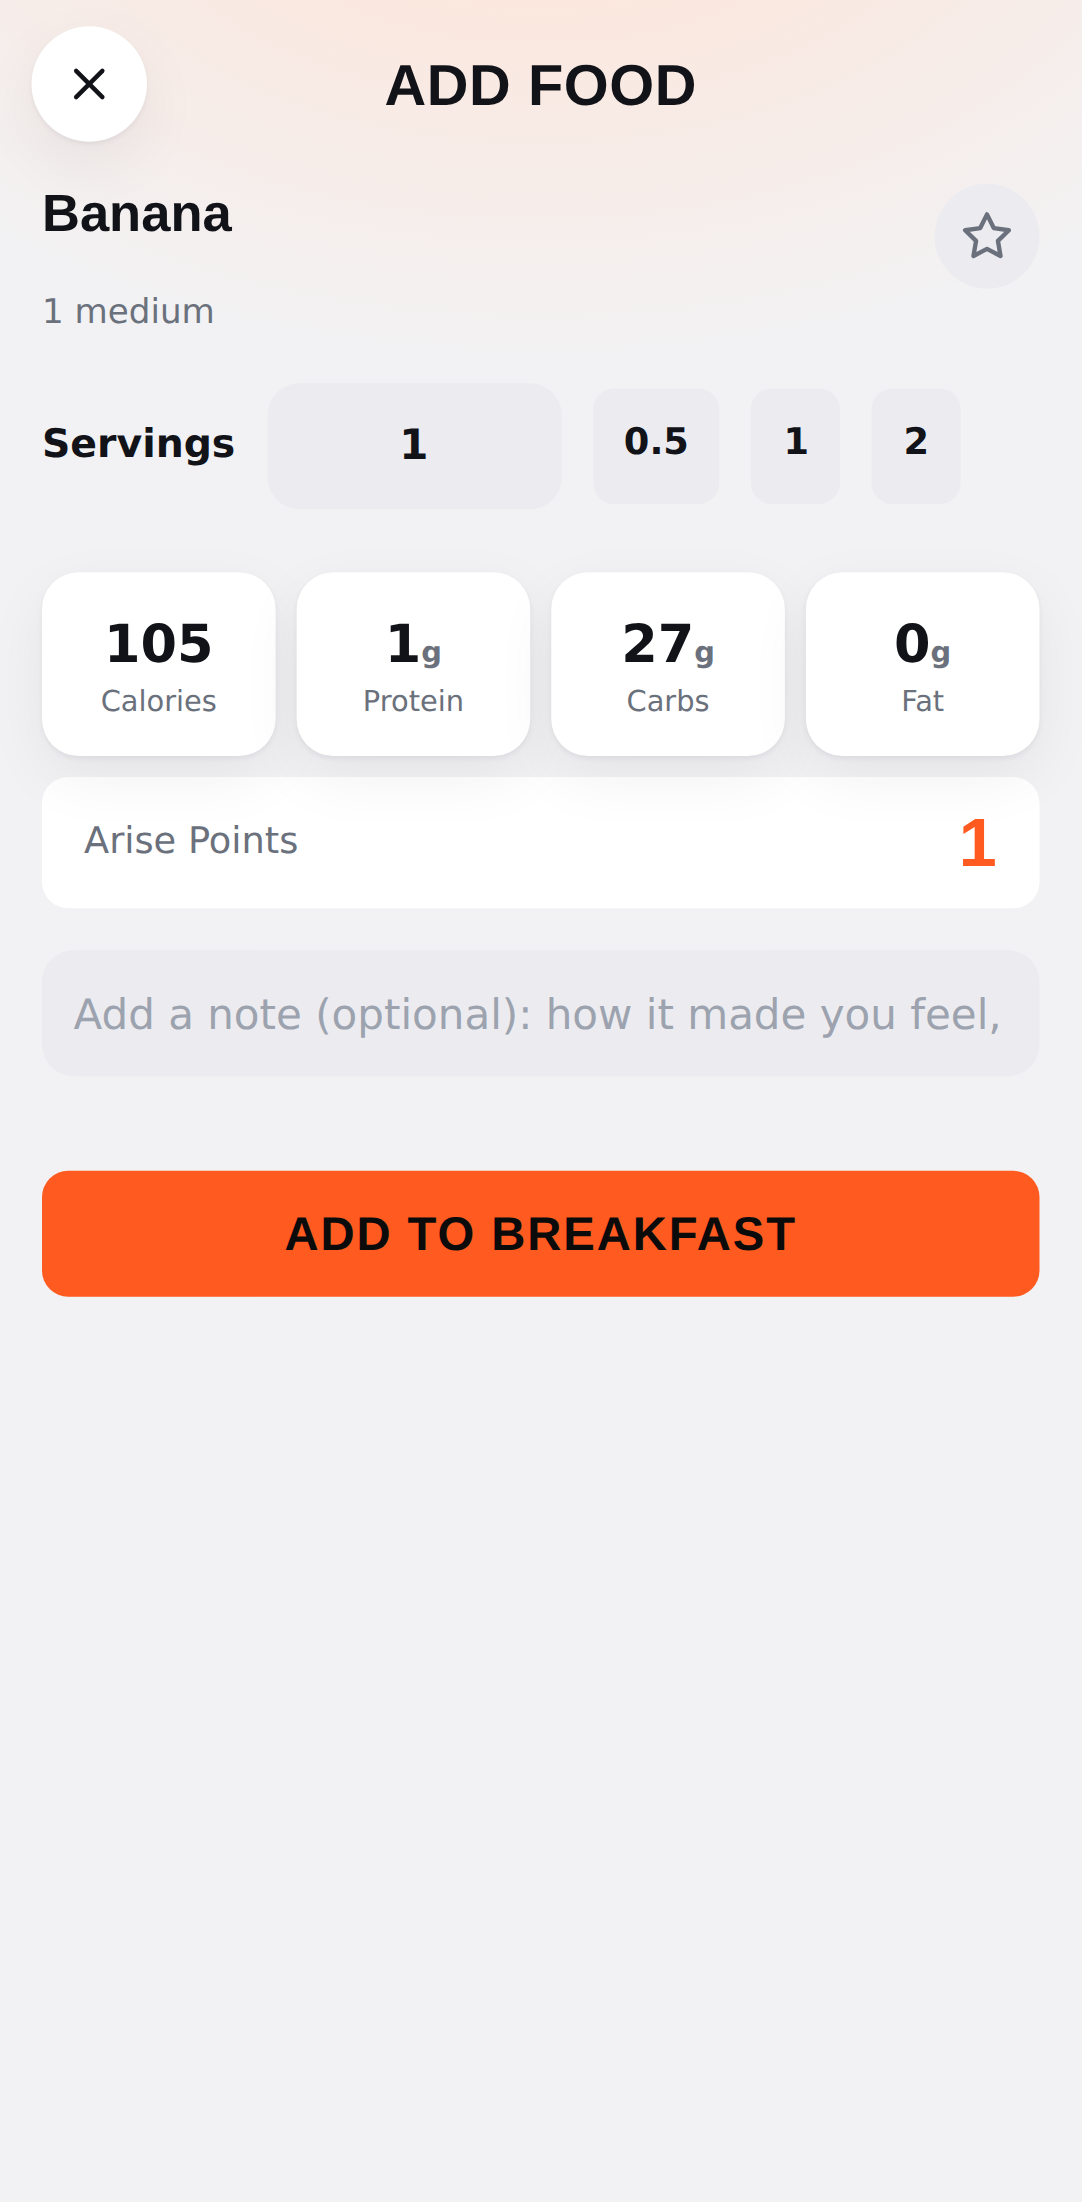 ADD FOOD
Banana
1 medium
Servings 1 0.5 1 2
105 1g 27g 0g
Calories Protein Carbs Fat
Arise Points 1
Add a note (optional): how it made you feel,
ADD TO BREAKFAST